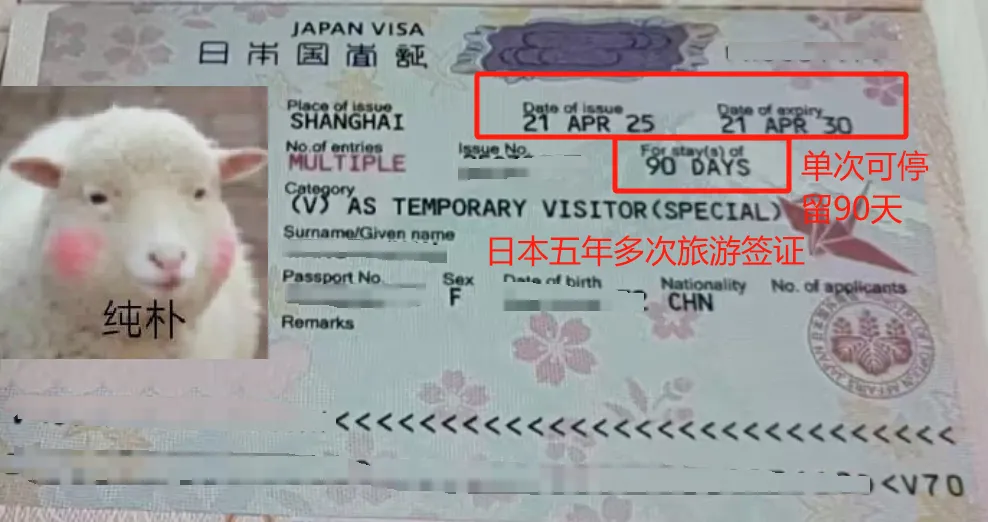 JAPAN VISA
日本国査証
Place of issue
SHANGHAI
Date of issue
21 APR 25
Date of expiry
21 APR 30
No.of entries
MULTIPLE
Issue No.
For stay(s) of
90 DAYS
单次可停
留90天
Category
(V) AS TEMPORARY VISITOR(SPECIAL)
Surname/Given name
日本五年多次旅游签证
Passport No.
Sex
F
Date of birth
Nationality
CHN
No. of applicants
纯朴
Remarks
<<<<<<<<<<<<<<<<<<<<<<<<<<<<
<V70